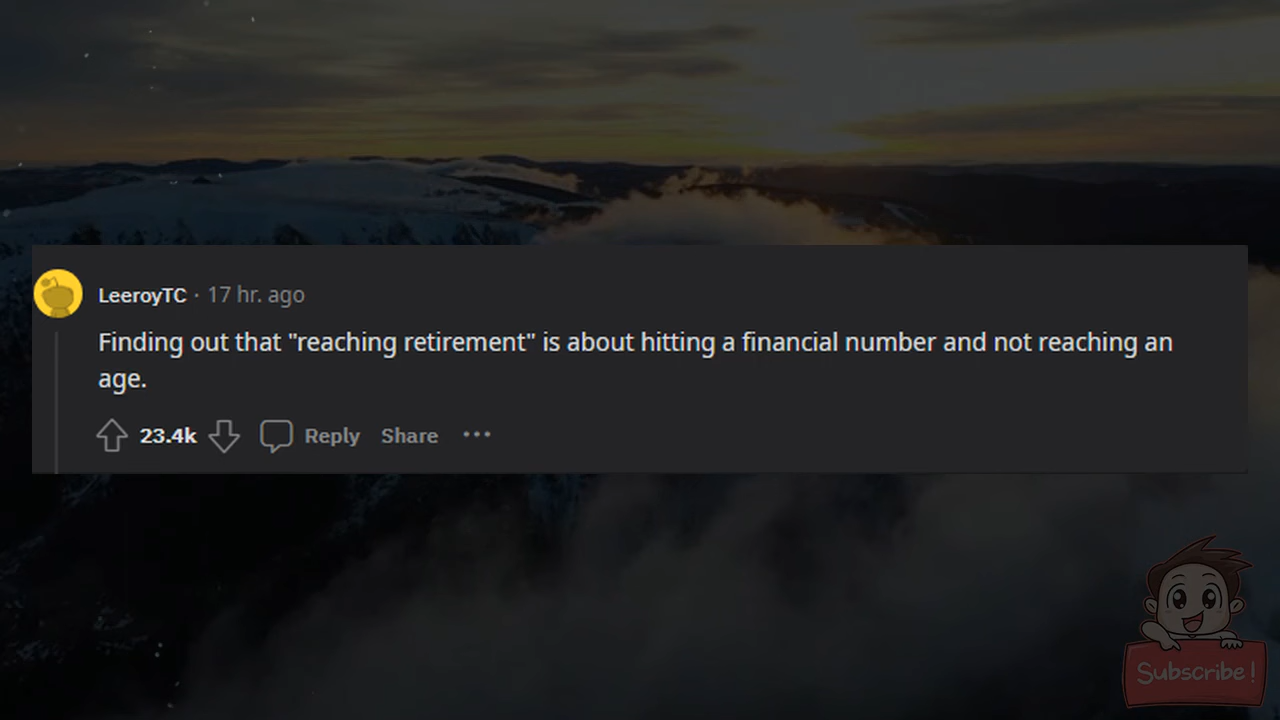 LeeroyTC · 17 hr. ago
Finding out that "reaching retirement" is about hitting a financial number and not reaching an
age.
23.4k Reply Share ···
Subscribe!